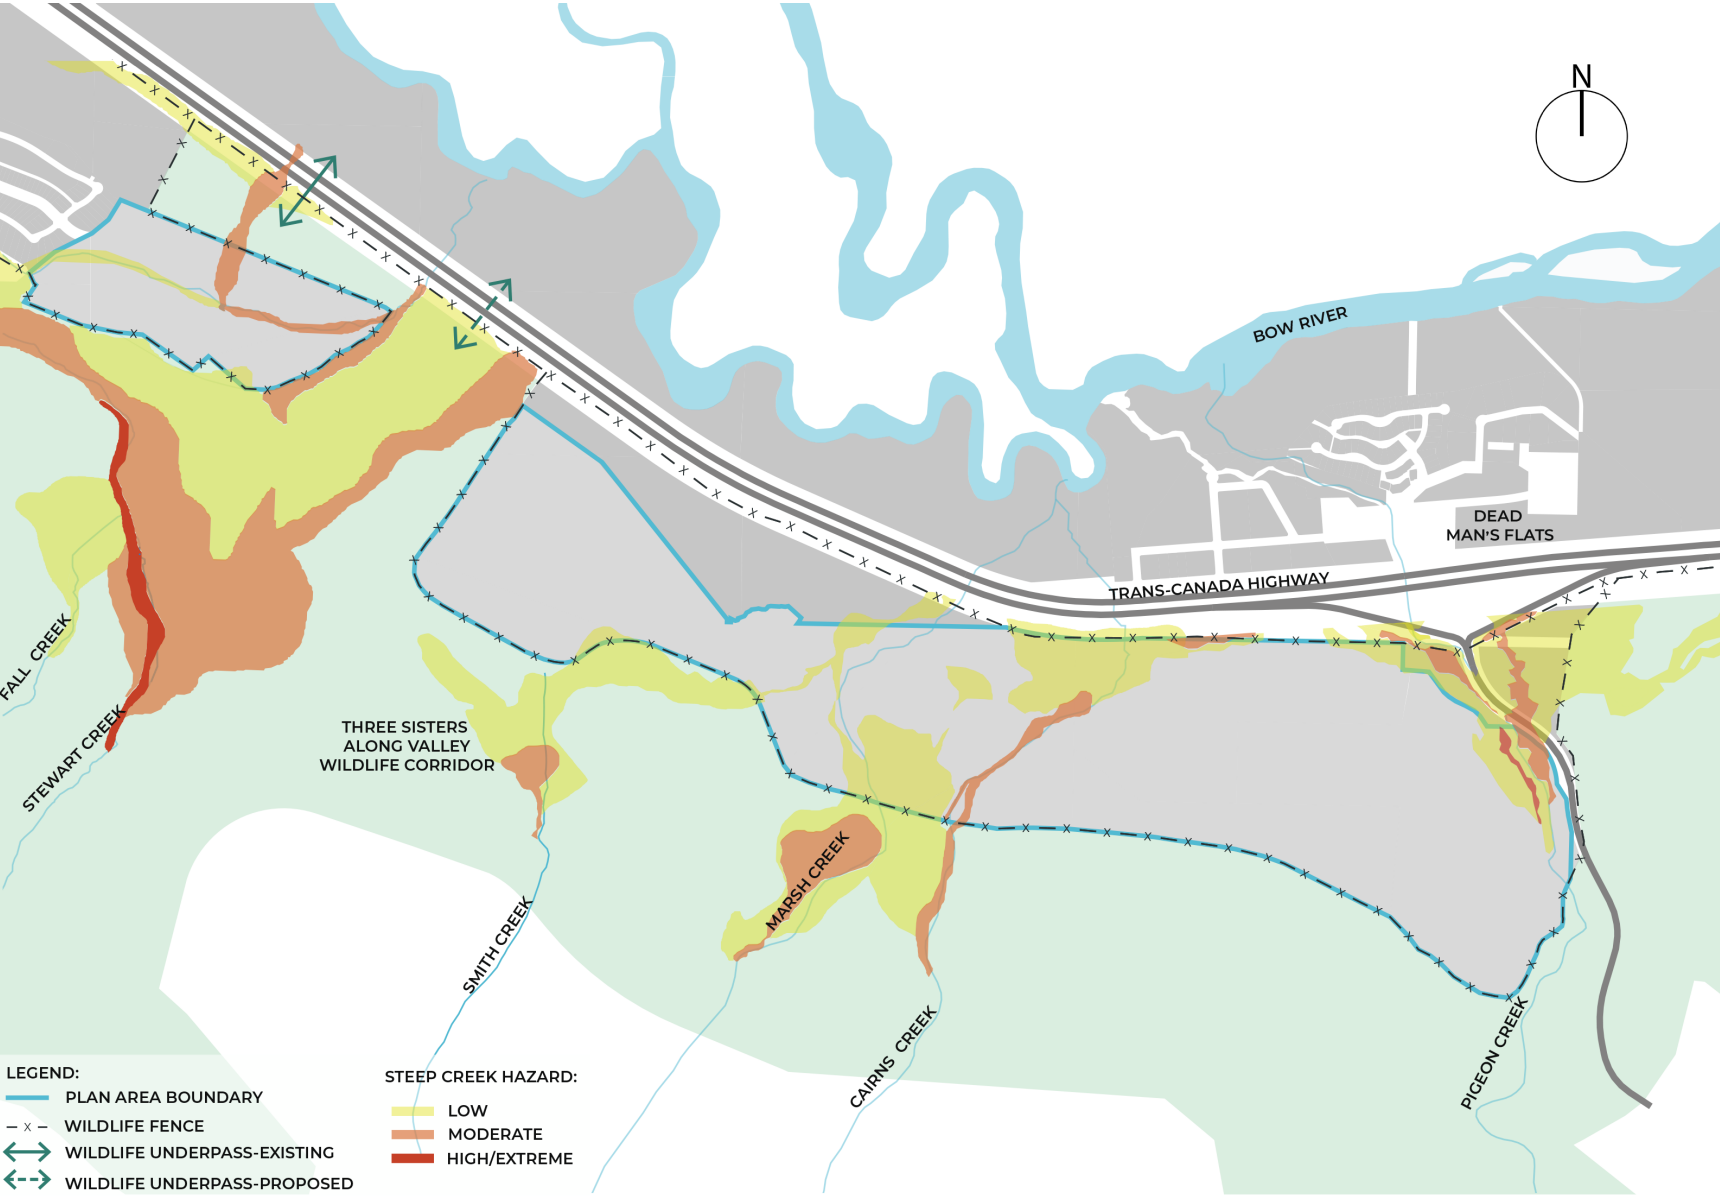 N
BOW RIVER
DEAD
MAN'S FLATS
TRANS-CANADA HIGHWAY
FALL CREEK
STEWART CREEK
THREE SISTERS
ALONG VALLEY
WILDLIFE CORRIDOR
SMITH CREEK
MARSH CREEK
CAIRNS CREEK
PIGEON CREEK
LEGEND:
PLAN AREA BOUNDARY
x WILDLIFE FENCE
WILDLIFE UNDERPASS-EXISTING
WILDLIFE UNDERPASS-PROPOSED
STEEP CREEK HAZARD:
LOW
MODERATE
HIGH/EXTREME